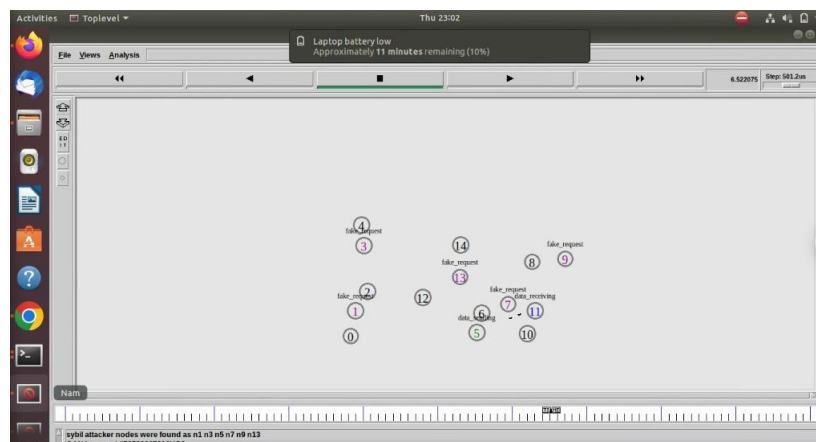 Activities Toplevel Thu 23:02
Laptop battery low
Approximately 11 minutes remaining (10%)
File Views Analysis
6.522075 Step: 501.2us
E D
I T
4
fake_request
3
14
fake_request
8
9
fake_request
13
2
fake_request
7
data_receiving
fake_request
1
12
6
11
data_sending
5
10
0
Nam
sybil attacker nodes were found as n1 n3 n5 n7 n9 n13